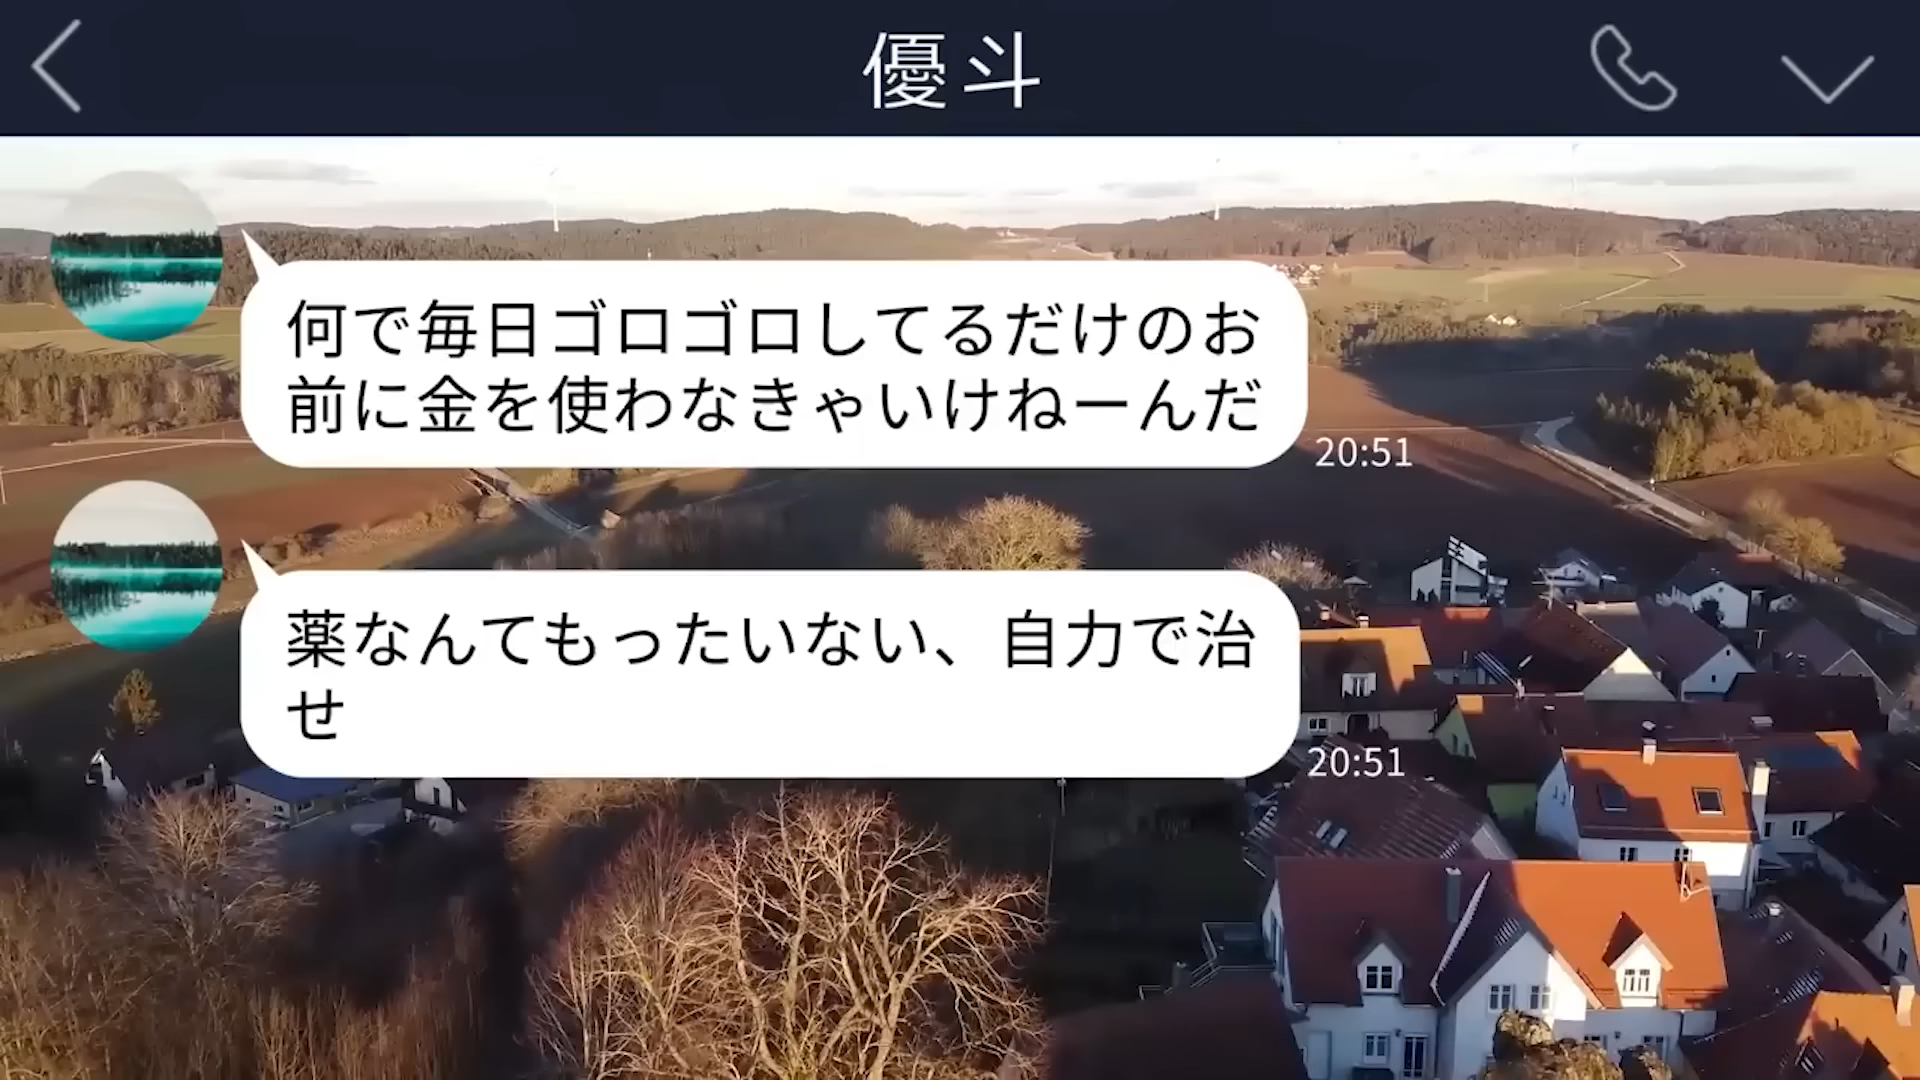 優斗
何で毎日ゴロゴロしてるだけのお
前に金を使わなきゃいけねーんだ
20:51
薬なんてもったいない、自力で治
せ
20:51